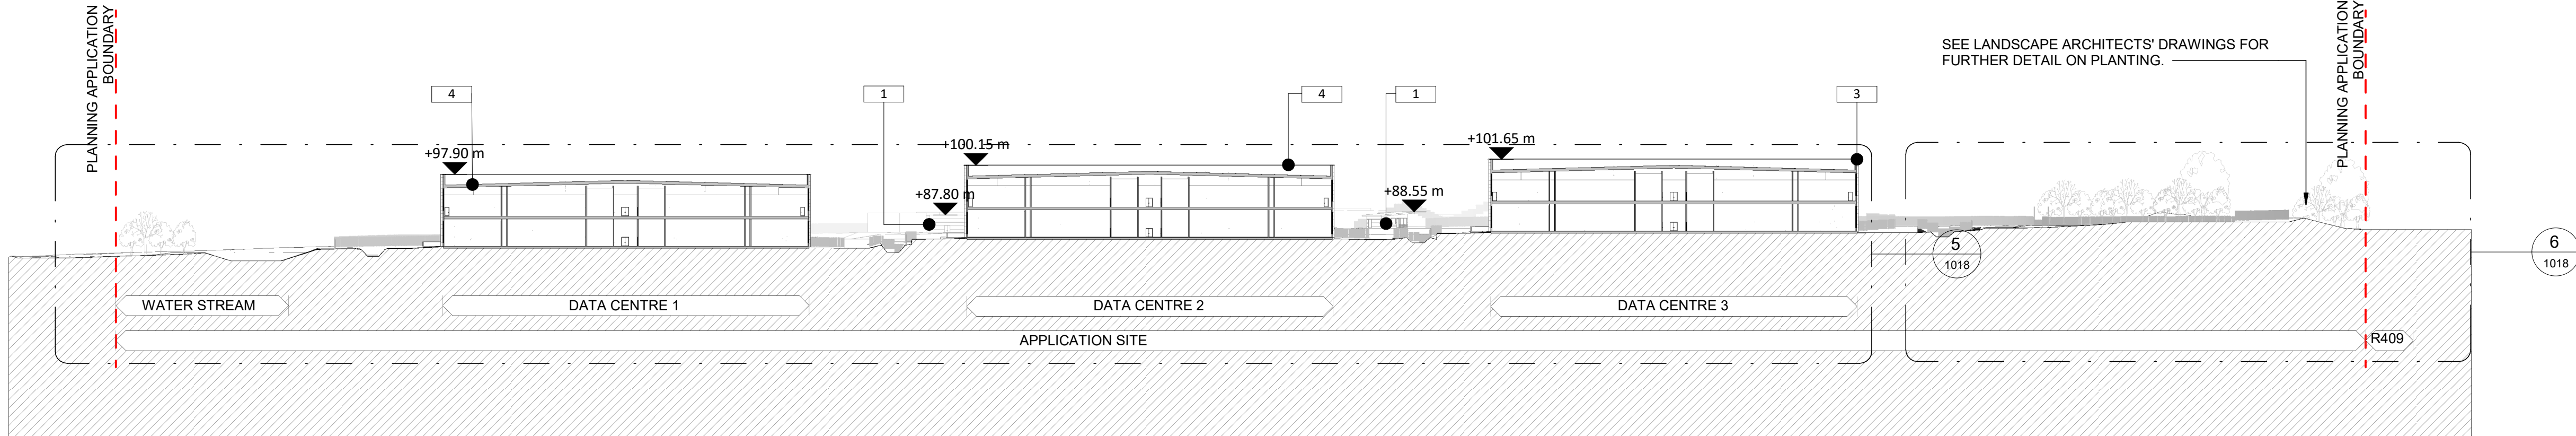 PLANNING APPLICATION
BOUNDARY
PLANNING APPLICATION
BOUNDARY
SEE LANDSCAPE ARCHITECTS' DRAWINGS FOR
FURTHER DETAIL ON PLANTING.
4
1
4
1
3
+97.90 m
+100.15 m
+101.65 m
+87.80 m
+88.55 m
5
1018
6
1018
WATER STREAM
DATA CENTRE 1
DATA CENTRE 2
DATA CENTRE 3
APPLICATION SITE
R409